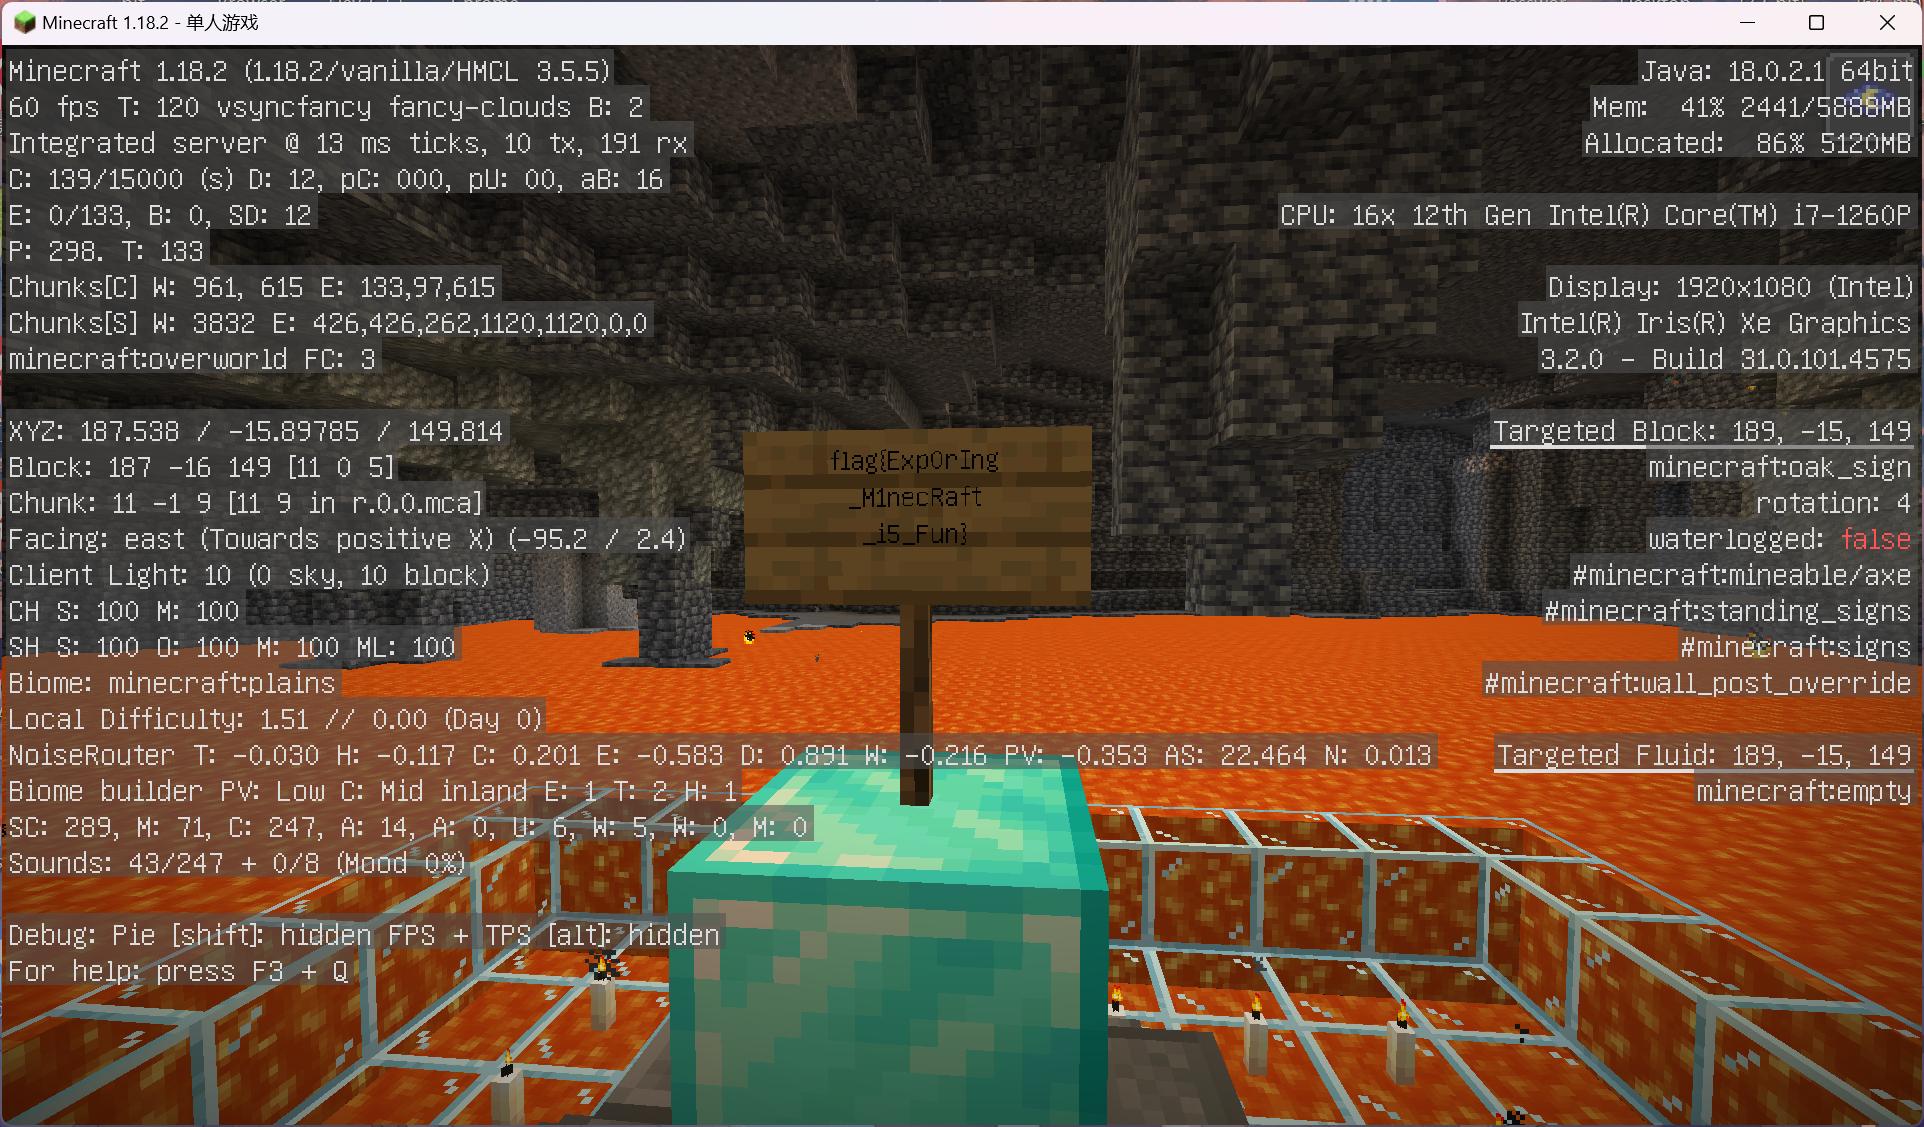 Minecraft 1.18.2 - 单人游戏
Minecraft 1.18.2 (1.18.2/vanilla/HMCL 3.5.5)
60 fps T: 120 vsyncfancy fancy-clouds B: 2
Integrated server @ 13 ms ticks, 10 tx, 191 rx
C: 139/15000 (s) D: 12, pC: 000, pU: 00, aB: 16
E: 0/133, B: 0, SD: 12
P: 298. T: 133
Chunks[C] W: 961, 615 E: 133,97,615
Chunks[S] W: 3832 E: 426,426,262,1120,1120,0,0
minecraft:overworld FC: 3
XYZ: 187.538 / -15.89785 / 149.814
Block: 187 -16 149 [11 0 5]
Chunk: 11 -1 9 [11 9 in r.0.0.mca]
Facing: east (Towards positive X) (-95.2 / 2.4)
Client Light: 10 (0 sky, 10 block)
CH S: 100 M: 100
SH S: 100 O: 100 M: 100 ML: 100
Biome: minecraft:plains
Local Difficulty: 1.51 // 0.00 (Day 0)
NoiseRouter T: -0.030 H: -0.117 C: 0.201 E: -0.583 D: 0.891 W: -0.216 PV: -0.353 AS: 22.464 N: 0.013
Biome builder PV: Low C: Mid inland E: 1 T: 2 H: 1
SC: 289, M: 71, C: 247, A: 14, A: 0, U: 6, W: 5, W: 0, M: 0
Sounds: 43/247 + 0/8 (Mood 0%)
Debug: Pie [shift]: hidden FPS + TPS [alt]: hidden
For help: press F3 + Q
flag{Exp0rIng
_M1necRaft
_i5_Fun}
Java: 18.0.2.1 64bit
Mem: 41% 2441/5888MB
Allocated: 86% 5120MB
CPU: 16x 12th Gen Intel(R) Core(TM) i7-1260P
Display: 1920x1080 (Intel)
Intel(R) Iris(R) Xe Graphics
3.2.0 - Build 31.0.101.4575
Targeted Block: 189, -15, 149
minecraft:oak_sign
rotation: 4
waterlogged: false
#minecraft:mineable/axe
#minecraft:standing_signs
#minecraft:signs
#minecraft:wall_post_override
Targeted Fluid: 189, -15, 149
minecraft:empty